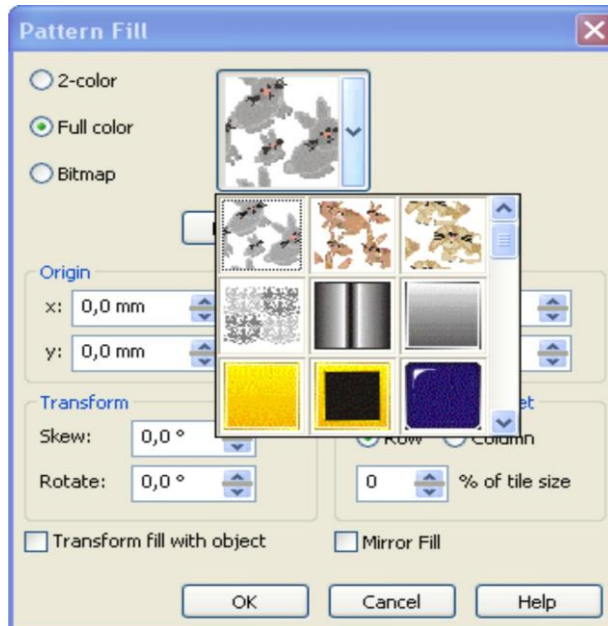 Pattern Fill
2-color
Full color
Bitmap
Origin
x: 0,0 mm
y: 0,0 mm
Transform
Skew: 0,0 °
Row Column
Rotate: 0,0 °
0 % of tile size
Transform fill with object
Mirror Fill
OK Cancel Help